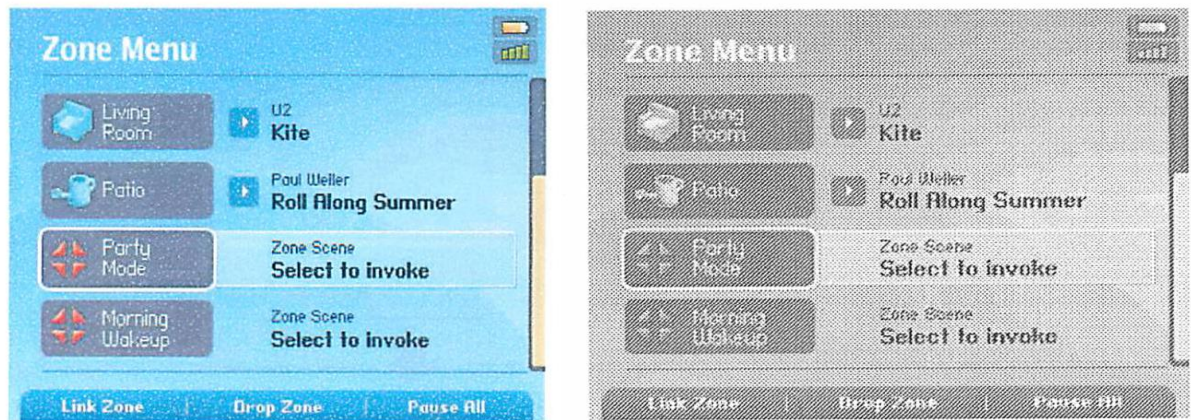 Zone Menu
Living
Room
U2
Kite
Patio
Paul Weller
Roll Along Summer
Party
Mode
Zone Scene
Select to invoke
Morning
Wakeup
Zone Scene
Select to invoke
Link Zone
Drop Zone
Pause All
Zone Menu
Living
Room
U2
Kite
Patio
Paul Weller
Roll Along Summer
Party
Mode
Zone Scene
Select to invoke
Morning
Wakeup
Zone Scene
Select to invoke
Link Zone
Drop Zone
Pause All